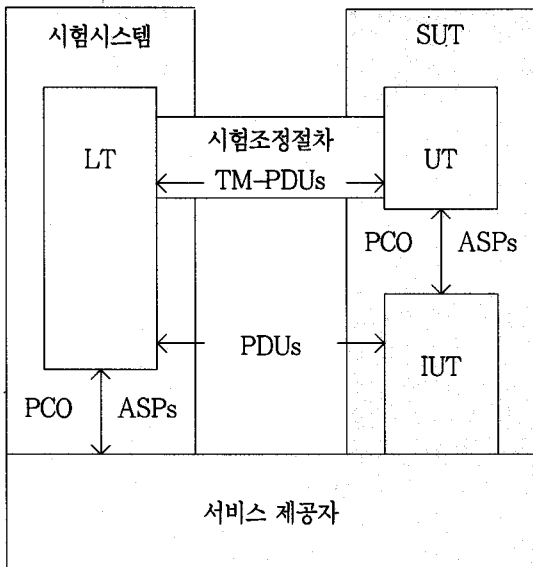 시험시스템
SUT
LT
시험조정절차
TM-PDUs
UT
PCO ASPs
PDUs
IUT
PCO ASPs
서비스 제공자